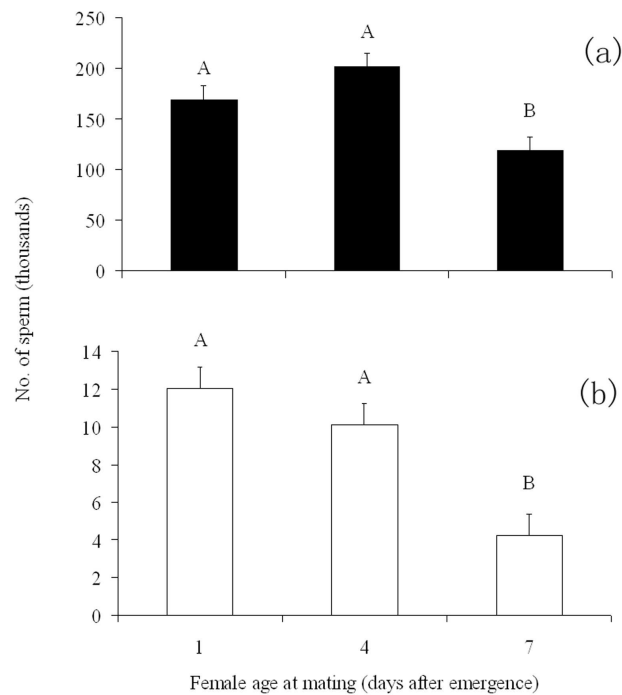 250
200
150
100
50
0
A
A
B
(a)
No. of sperm (thousands)
14
12
10
8
6
4
2
0
A
A
B
(b)
1 4 7
Female age at mating (days after emergence)